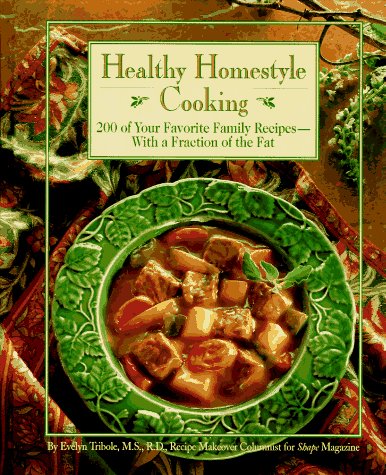 Healthy Homestyle
Cooking
200 of Your Favorite Family Recipes—
With a Fraction of the Fat
By Evelyn Tribole, M.S., R.D., Recipe Makeover Columnist for Shape Magazine